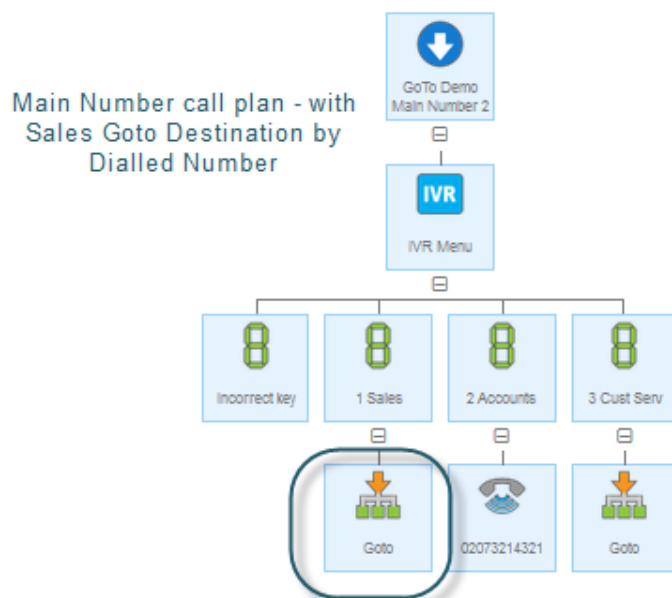 GoTo Demo
Main Number 2
Main Number call plan - with
Sales Goto Destination by
Dialled Number
IVR
IVR Menu
Incorrect key
1 Sales
2 Accounts
3 Cust Serv
Goto
02073214321
Goto